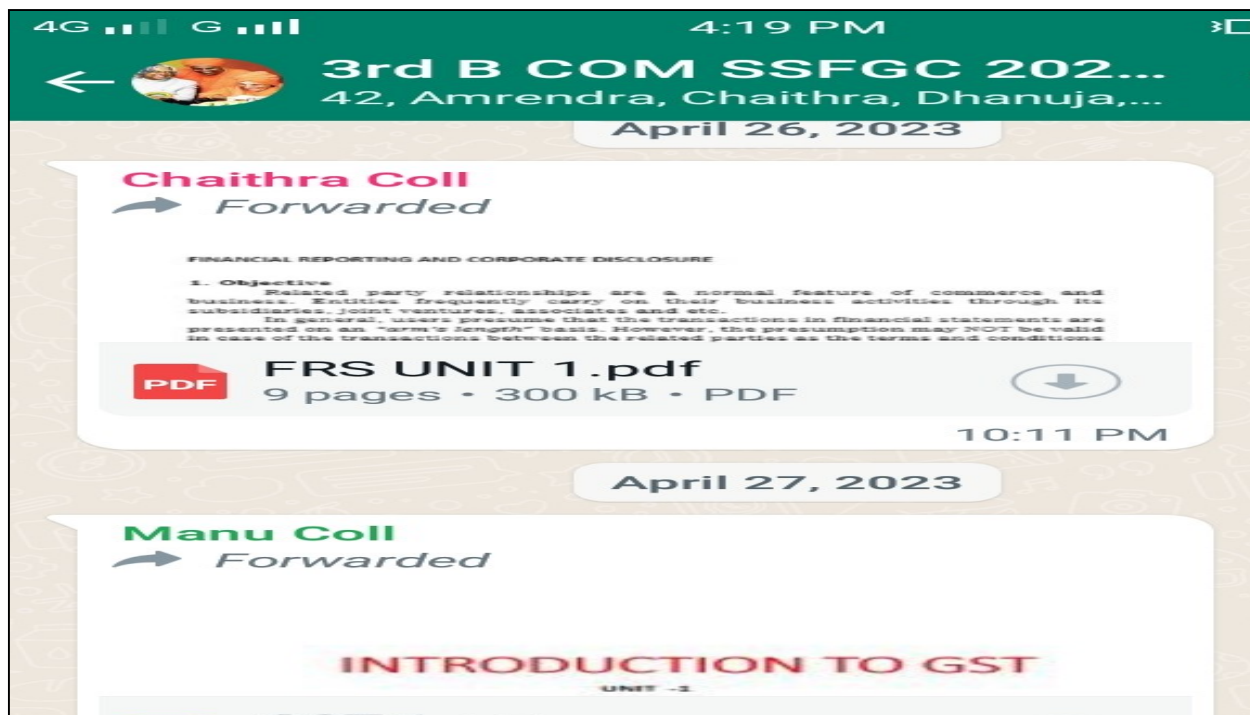 4G G 4:19 PM
3rd B COM SSFGC 202...
42, Amrendra, Chaithra, Dhanuja,...
April 26, 2023
Chaithra Coll
Forwarded
FINANCIAL REPORTING AND CORPORATE DISCLOSURE
1. Objective
Related party relationships are a normal feature of commerce and
business. Entities frequently carry on their business activities through its
subsidiaries, joint ventures, associates and etc.
In general, users presume that the transactions in financial statements are
presented on an "arm's length" basis. However, the presumption may NOT be valid
in case of the transactions between the related parties as the terms and conditions
PDF
FRS UNIT 1.pdf
9 pages • 300 kB • PDF
10:11 PM
April 27, 2023
Manu Coll
Forwarded
INTRODUCTION TO GST
UNIT -1